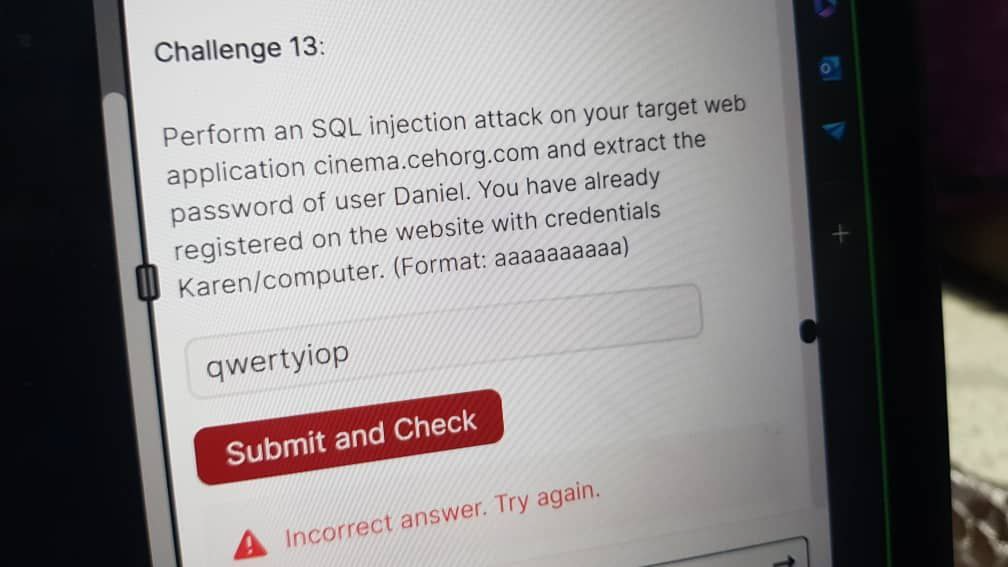 Challenge 13:
Perform an SQL injection attack on your target web
application cinema.cehorg.com and extract the
password of user Daniel. You have already
registered on the website with credentials
Karen/computer. (Format: aaaaaaaaaa)
qwertyiop
Submit and Check
Incorrect answer. Try again.